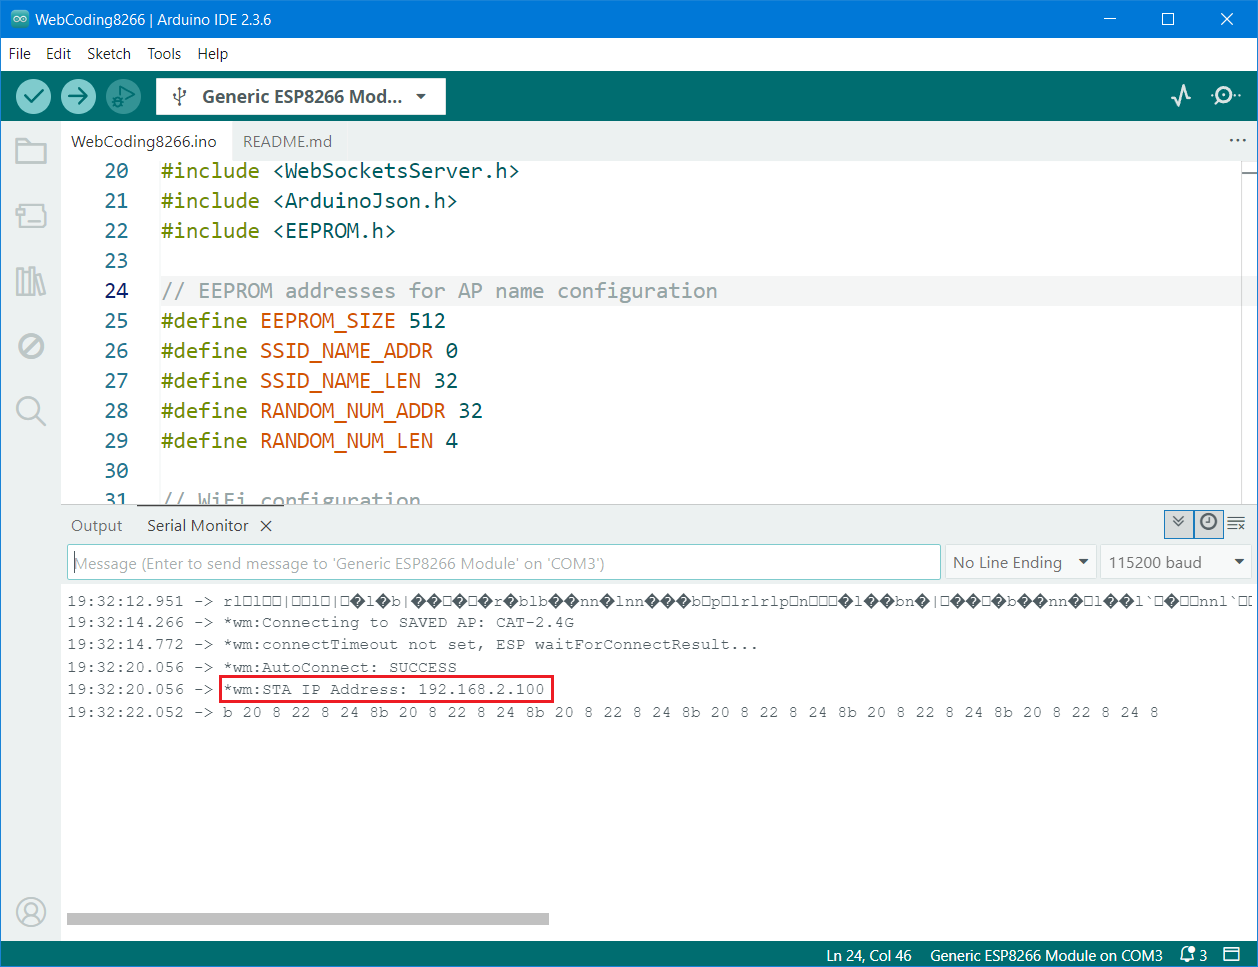 WebCoding8266 | Arduino IDE 2.3.6
File Edit Sketch Tools Help
Generic ESP8266 Mod...
WebCoding8266.ino README.md
20 #include <WebSocketsServer.h>
21 #include <ArduinoJson.h>
22 #include <EEPROM.h>
23
24 // EEPROM addresses for AP name configuration
25 #define EEPROM_SIZE 512
26 #define SSID_NAME_ADDR 0
27 #define SSID_NAME_LEN 32
28 #define RANDOM_NUM_ADDR 32
29 #define RANDOM_NUM_LEN 4
30
31 // WiFi configuration
Output Serial Monitor
Message (Enter to send message to 'Generic ESP8266 Module' on 'COM3')
No Line Ending 115200 baud
19:32:12.951 ->
19:32:14.266 -> *wm:Connecting to SAVED AP: CAT-2.4G
19:32:14.772 -> *wm:connectTimeout not set, ESP waitForConnectResult...
19:32:20.056 -> *wm:AutoConnect: SUCCESS
19:32:20.056 -> *wm:STA IP Address: 192.168.2.100
19:32:22.052 -> b 20 8 22 8 24 8b 20 8 22 8 24 8b 20 8 22 8 24 8b 20 8 22 8 24 8b 20 8 22 8 24 8b 20 8 22 8 24 8
Ln 24, Col 46 Generic ESP8266 Module on COM3 3